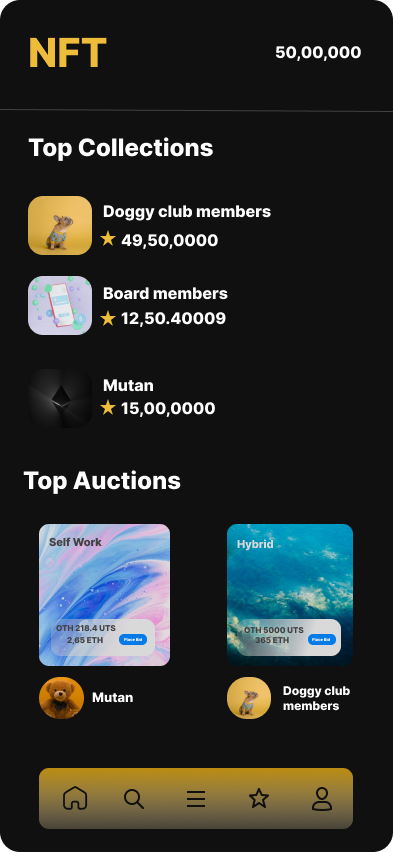 NFT
50,00,000
Top Collections
Doggy club members
49,50,0000
Board members
12,50.40009
Mutan
15,00,0000
Top Auctions
Self Work
OTH 218.4 UTS
2,65 ETH
Place Bid
Hybrid
OTH 5000 UTS
365 ETH
Place Bid
Mutan
Doggy club
members